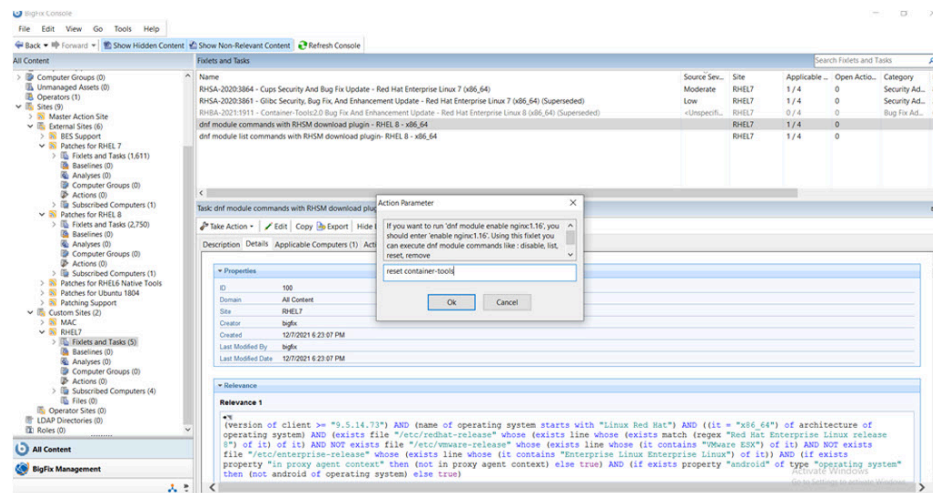 BigFix Console
File Edit View Go Tools Help
Back Forward Show Hidden Content Show Non-Relevant Content Refresh Console
All Content
Computer Groups (0)
Unmanaged Assets (0)
Operators (1)
Sites (9)
Master Action Site
External Sites (6)
BES Support
Patches for RHEL 7
Fixlets and Tasks (1,611)
Baselines (0)
Analyses (0)
Computer Groups (0)
Actions (0)
Subscribed Computers (1)
Patches for RHEL 8
Fixlets and Tasks (2,750)
Baselines (0)
Analyses (0)
Computer Groups (0)
Actions (0)
Subscribed Computers (1)
Patches for RHEL6 Native Tools
Patches for Ubuntu 1804
Patching Support
Custom Sites (2)
MAC
RHEL7
Fixlets and Tasks (5)
Baselines (0)
Analyses (0)
Computer Groups (0)
Actions (0)
Subscribed Computers (4)
Files (0)
Operator Sites (0)
LDAP Directories (0)
Roles (0)
All Content
BigFix Management
Fixlets and Tasks
Search Fixlets and Tasks
Name Source Sev... Site Applicable ... Open Actio... Category
RHSA-2020:3864 - Cups Security And Bug Fix Update - Red Hat Enterprise Linux 7 (x86_64) Moderate RHEL7 1 / 4 0 Security Ad...
RHSA-2020:3861 - Glibc Security, Bug Fix, And Enhancement Update - Red Hat Enterprise Linux 7 (x86_64) (Superseded) Low RHEL7 1 / 4 0 Security Ad...
RHBA-2021:1911 - Container-Tools:2.0 Bug Fix And Enhancement Update - Red Hat Enterprise Linux 8 (x86_64) (Superseded) <Unspecifi... RHEL7 0 / 4 0 Bug Fix Ad...
dnf module commands with RHSM download plugin - RHEL 8 - x86_64 RHEL7 1 / 4 0
dnf module list commands with RHSM download plugin- RHEL 8 - x86_64 RHEL7 1 / 4 0
Task: dnf module commands with RHSM download plug
Take Action Edit Copy Export Hide
Description Details Applicable Computers (1) Acti
Properties
ID 100
Domain All Content
Site RHEL7
Creator bigfix
Created 12/7/2021 6:23:07 PM
Last Modified By bigfix
Last Modified Date 12/7/2021 6:23:07 PM
Relevance
Relevance 1
(version of client >= "9.5.14.73") AND (name of operating system starts with "Linux Red Hat") AND ((it = "x86_64") of architecture of
operating system) AND (exists file "/etc/redhat-release" whose (exists line whose (exists match (regex "Red Hat Enterprise Linux release
8") of it) of it) AND NOT exists file "/etc/vmware-release" whose (exists line whose (it contains "VMware ESX") of it) AND NOT exists
file "/etc/enterprise-release" whose (exists line whose (it contains "Enterprise Linux Enterprise Linux") of it)) AND (if exists
property "in proxy agent context" then (not in proxy agent context) else true) AND (if exists property "android" of type "operating system"
then (not android of operating system) else true)
Action Parameter
If you want to run 'dnf module enable nginx:1.16', you
should enter 'enable nginx:1.16'. Using this fixlet you
can execute dnf module commands like : disable, list,
reset, remove
reset container-tools
Ok Cancel
Activate Windows
Go to Settings to activate Windows.